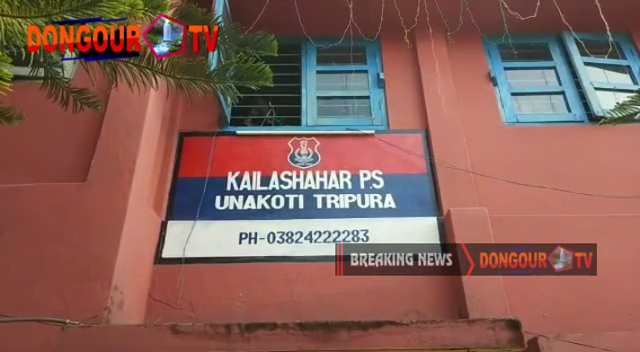 DONGOUR TV
KAILASHAHAR P.S
UNAKOTI TRIPURA
PH-03824222283
BREAKING NEWS DONGOUR TV